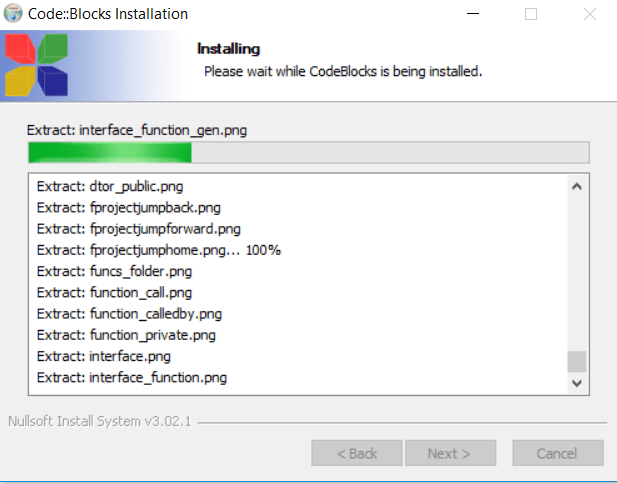 Code::Blocks Installation
Installing
Please wait while CodeBlocks is being installed.
Extract: interface_function_gen.png
Extract: dtor_public.png
Extract: fprojectjumpback.png
Extract: fprojectjumpforward.png
Extract: fprojectjumphome.png... 100%
Extract: funcs_folder.png
Extract: function_call.png
Extract: function_calledby.png
Extract: function_private.png
Extract: interface.png
Extract: interface_function.png
Nullsoft Install System v3.02.1
< Back Next > Cancel